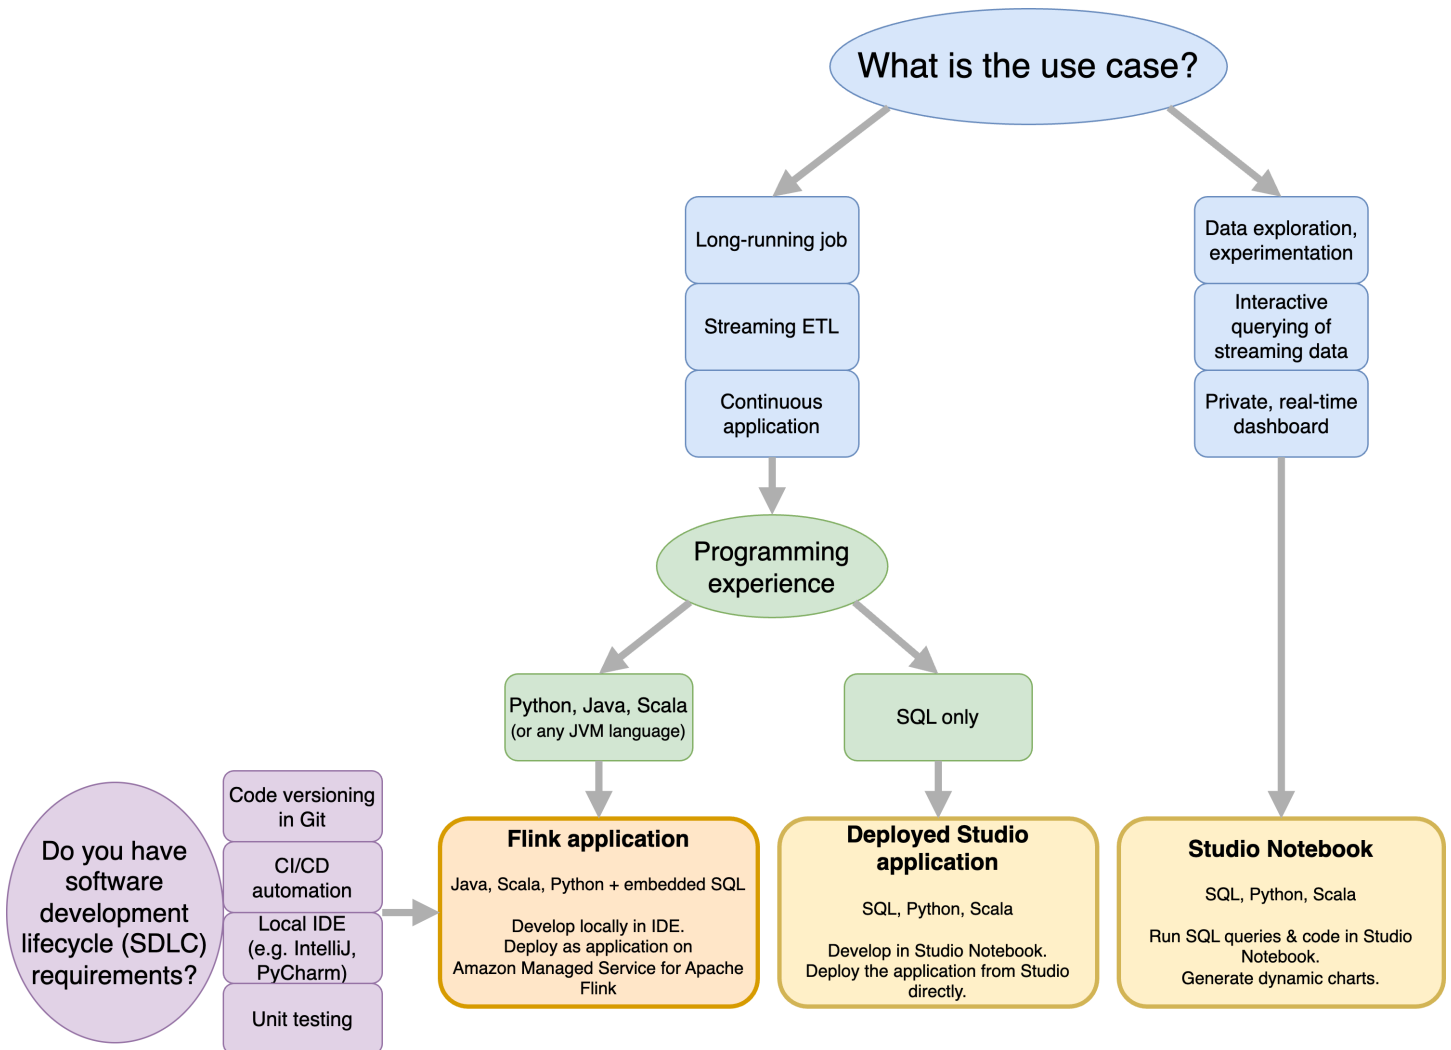 What is the use case?
Long-running job
Streaming ETL
Continuous
application
Data exploration,
experimentation
Interactive
querying of
streaming data
Private, real-time
dashboard
Programming
experience
Python, Java, Scala
(or any JVM language)
SQL only
Do you have
software
development
lifecycle (SDLC)
requirements?
Code versioning
in Git
CI/CD
automation
Local IDE
(e.g. IntelliJ,
PyCharm)
Unit testing
Flink application
Java, Scala, Python + embedded SQL
Develop locally in IDE.
Deploy as application on
Amazon Managed Service for Apache
Flink
Deployed Studio
application
SQL, Python, Scala
Develop in Studio Notebook.
Deploy the application from Studio
directly.
Studio Notebook
SQL, Python, Scala
Run SQL queries & code in Studio
Notebook.
Generate dynamic charts.